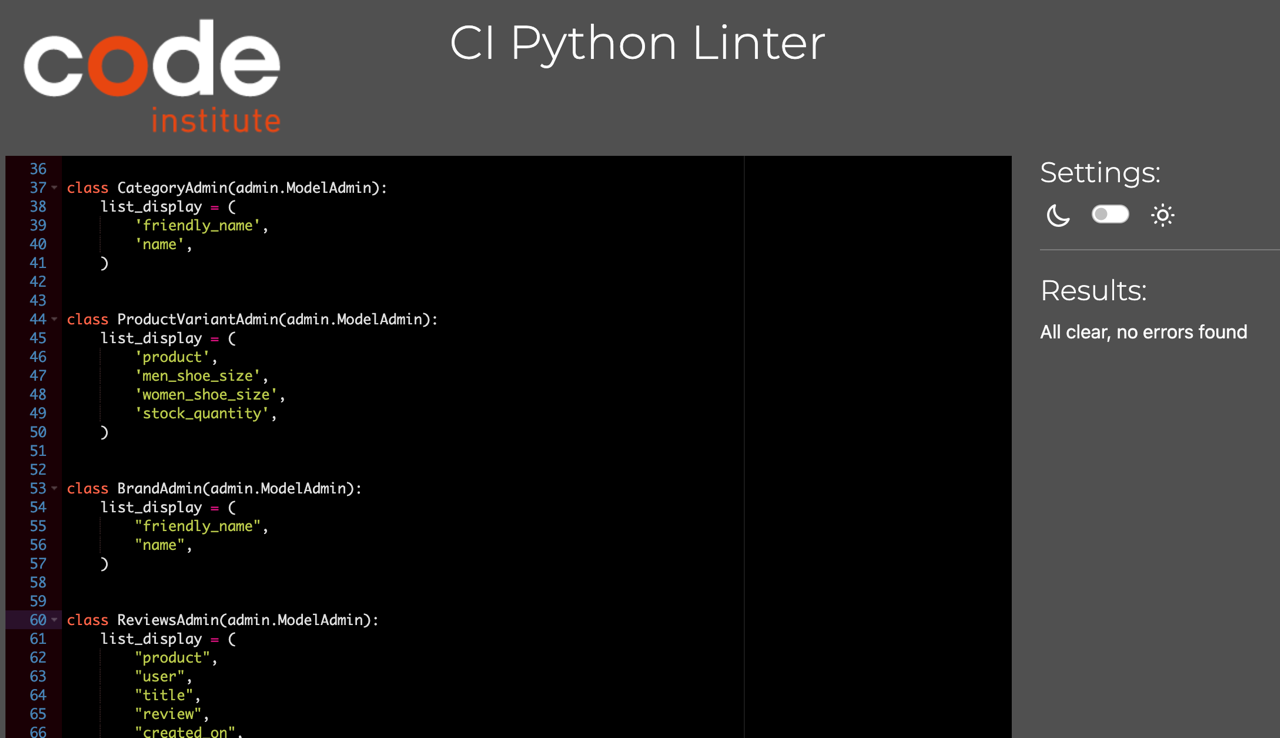 code
institute
CI Python Linter
36
37 class CategoryAdmin(admin.ModelAdmin):
38     list_display = (
39         'friendly_name',
40         'name',
41     )
42
43
44 class ProductVariantAdmin(admin.ModelAdmin):
45     list_display = (
46         'product',
47         'men_shoe_size',
48         'women_shoe_size',
49         'stock_quantity',
50     )
51
52
53 class BrandAdmin(admin.ModelAdmin):
54     list_display = (
55         "friendly_name",
56         "name",
57     )
58
59
60 class ReviewsAdmin(admin.ModelAdmin):
61     list_display = (
62         "product",
63         "user",
64         "title",
65         "review",
66         "created_on",
Settings:
Results:
All clear, no errors found